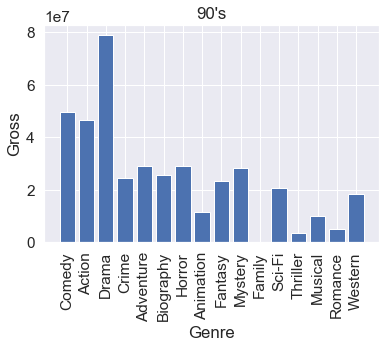 90's
1e7
8
6
4
2
0
Gross
Comedy
Action
Drama
Crime
Adventure
Biography
Horror
Animation
Fantasy
Mystery
Family
Sci-Fi
Thriller
Musical
Romance
Western
Genre